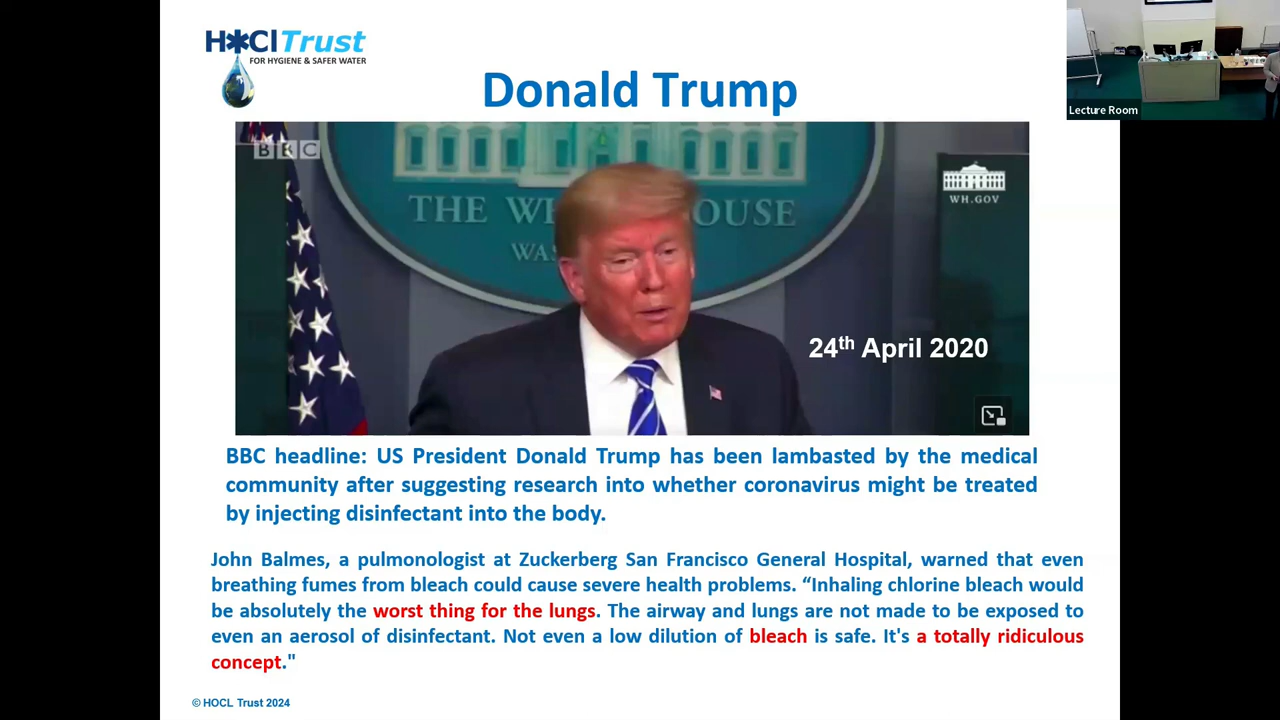 H*Cl Trust
FOR HYGIENE & SAFER WATER
Donald Trump
Lecture Room
BBC
THE WHOUSE
WAS
WH.GOV
24th April 2020
BBC headline: US President Donald Trump has been lambasted by the medical
community after suggesting research into whether coronavirus might be treated
by injecting disinfectant into the body.
John Balmes, a pulmonologist at Zuckerberg San Francisco General Hospital, warned that even
breathing fumes from bleach could cause severe health problems. “Inhaling chlorine bleach would
be absolutely the worst thing for the lungs. The airway and lungs are not made to be exposed to
even an aerosol of disinfectant. Not even a low dilution of bleach is safe. It's a totally ridiculous
concept."
© HOCL Trust 2024